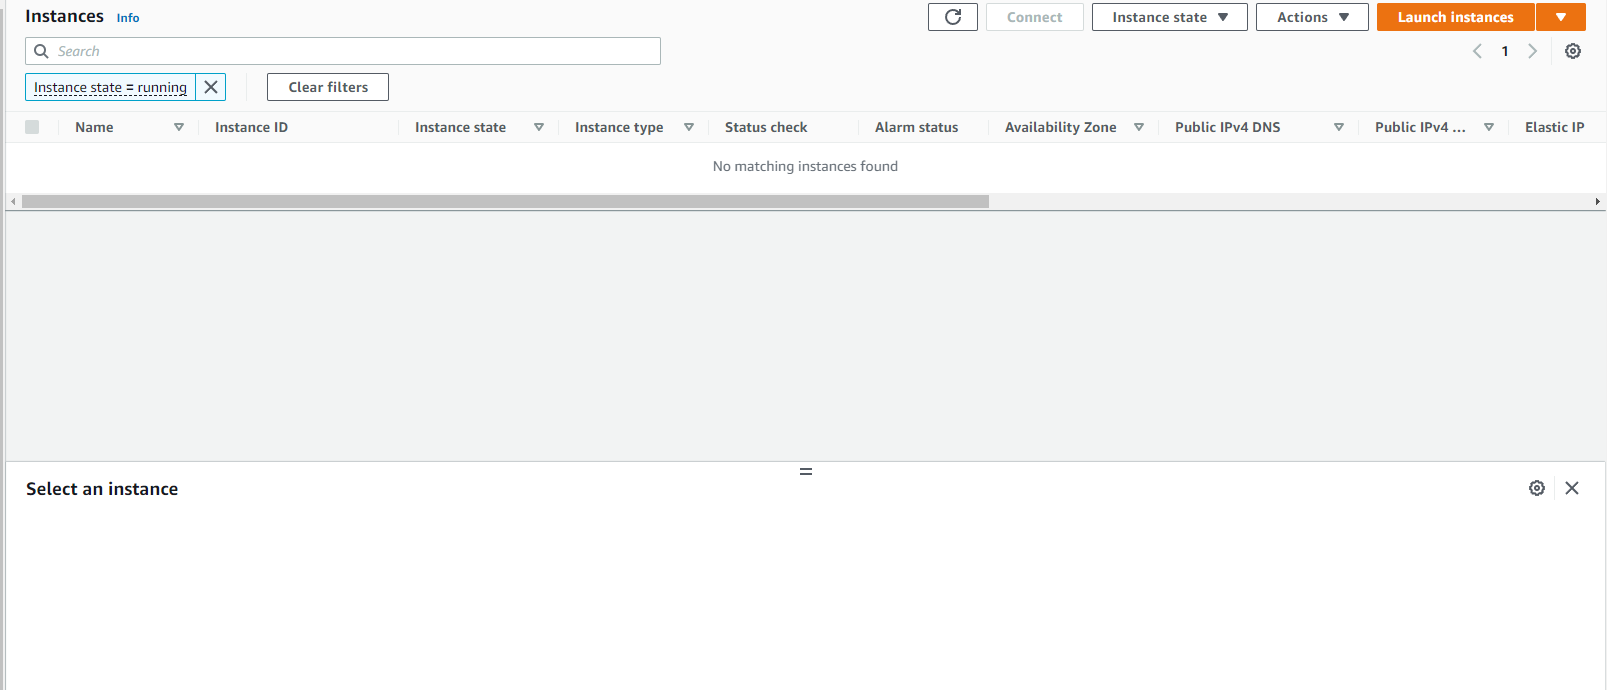 Instances Info
Connect Instance state Actions Launch instances
Search
1
Instance state = running Clear filters
Name Instance ID Instance state Instance type Status check Alarm status Availability Zone Public IPv4 DNS Public IPv4 ... Elastic IP
No matching instances found
Select an instance